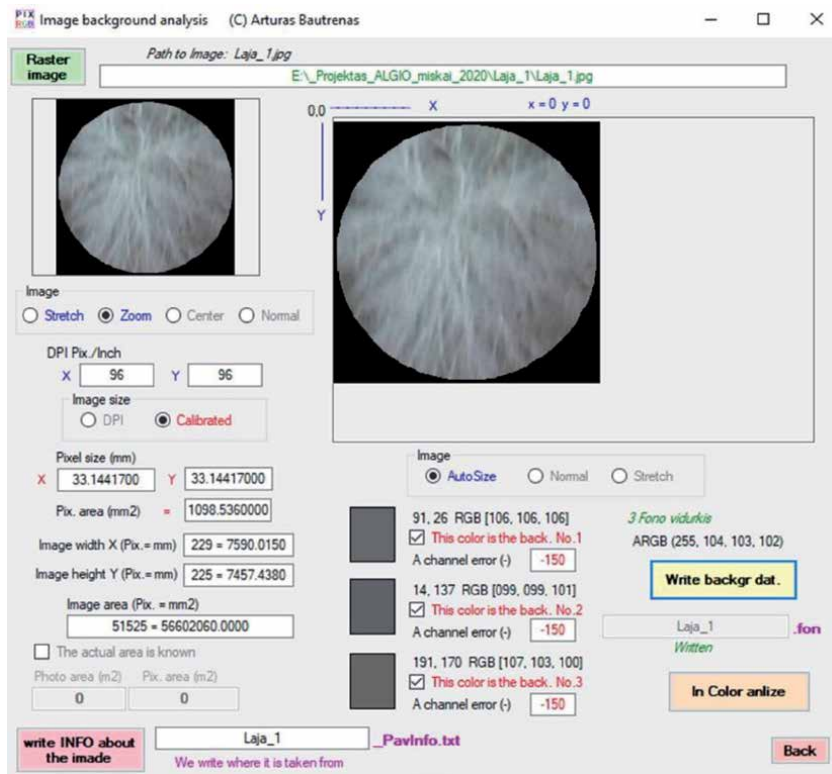 PIX
RGB
Image background analysis (C) Arturas Bautrenas
Raster
image
Path to Image: Laja_1.jpg
E:\_Projektas_ALGIO_miskai_2020\Laja_1\Laja_1.jpg
0.0 X x = 0 y = 0
Y
Image
Stretch Zoom Center Normal
DPI Pix./Inch
X 96 Y 96
Image size
DPI Calibrated
Pixel size (mm)
X 33.1441700 Y 33.14417000
Pix. area (mm2) = 1098.5360000
Image width X (Pix.= mm) 229 = 7590.0150
Image height Y (Pix.= mm) 225 = 7457.4380
Image area (Pix. = mm2)
51525 = 56602060.0000
The actual area is known
Photo area (m2) Pix. area (m2)
0 0
write INFO about
the imade
Laja_1 _PavInfo.txt
We write where it is taken from
Image
AutoSize Normal Stretch
91, 26 RGB [106, 106, 106]
This color is the back. No.1
A channel error (-) -150
14, 137 RGB [099, 099, 101]
This color is the back. No.2
A channel error (-) -150
191, 170 RGB [107, 103, 100]
This color is the back. No.3
A channel error (-) -150
3 Fono vidurkis
ARGB (255, 104, 103, 102)
Write backgr dat.
Laja_1 .fon
Written
In Color anlize
Back